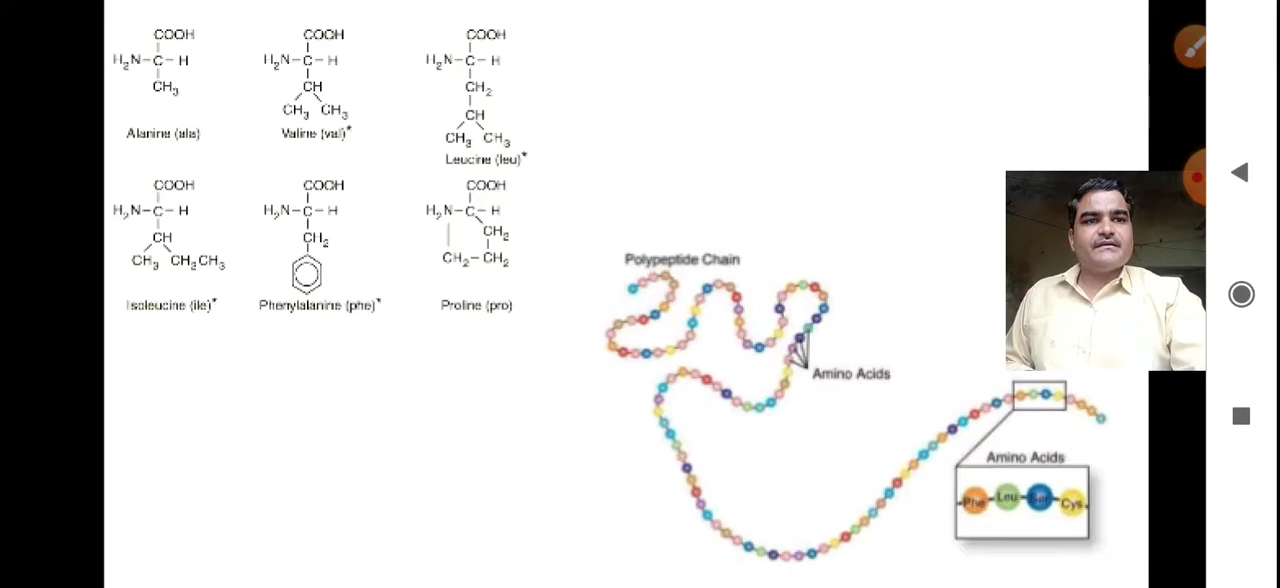 COOH
H₂N–C–H
CH₃
Alanine (ala)
COOH
H₂N–C–H
CH
CH₃ CH₃
Valine (val)*
COOH
H₂N–C–H
CH₂
CH
CH₃ CH₃
Leucine (leu)*
COOH
H₂N–C–H
CH
CH₃ CH₂CH₃
Isoleucine (ile)*
COOH
H₂N–C–H
CH₂
Phenylalanine (phe)*
COOH
H₂N–C–H
CH₂
CH₂–CH₂
Proline (pro)
Polypeptide Chain
Amino Acids
Amino Acids
Phe Leu Ser Cys